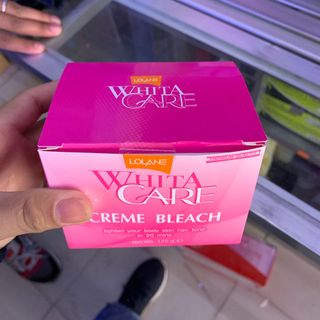 LOLANE
WHITA
CARE
LOLANE
WHITA
CARE
CREME BLEACH
lighten your body skin hair tone
in 20 mins
NET WT. 125 g